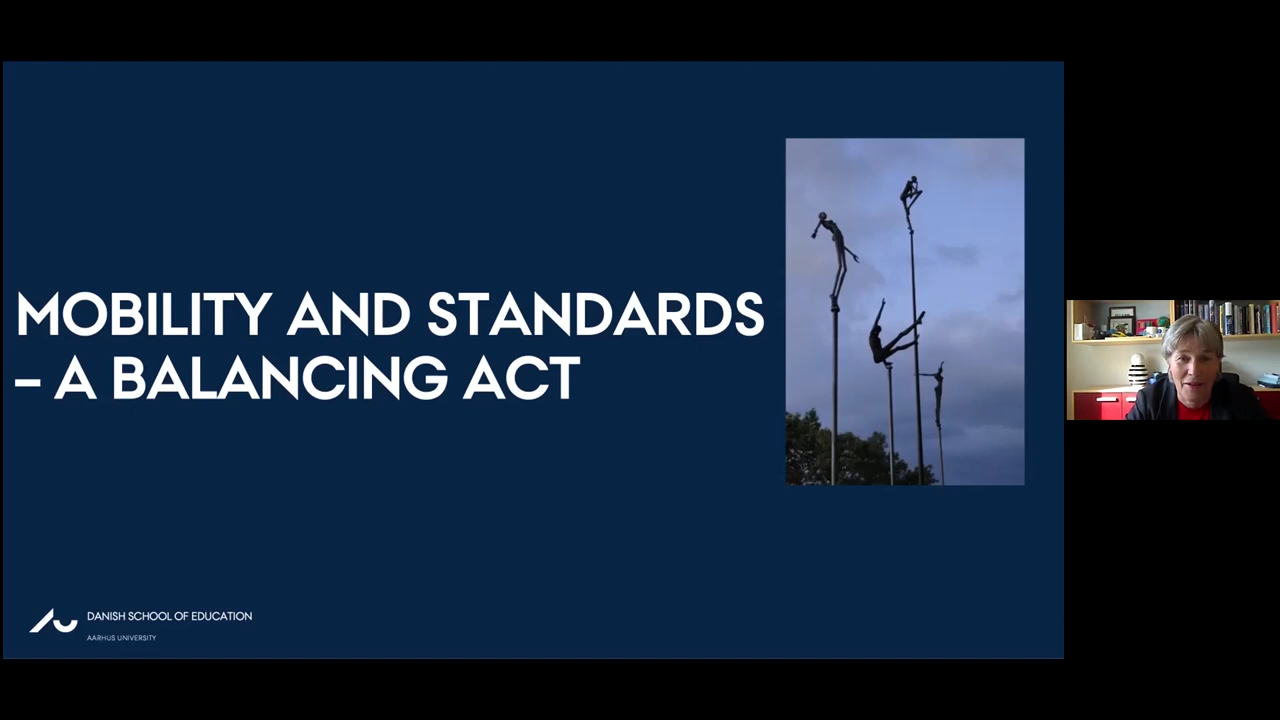 MOBILITY AND STANDARDS
– A BALANCING ACT
DANISH SCHOOL OF EDUCATION
AARHUS UNIVERSITY